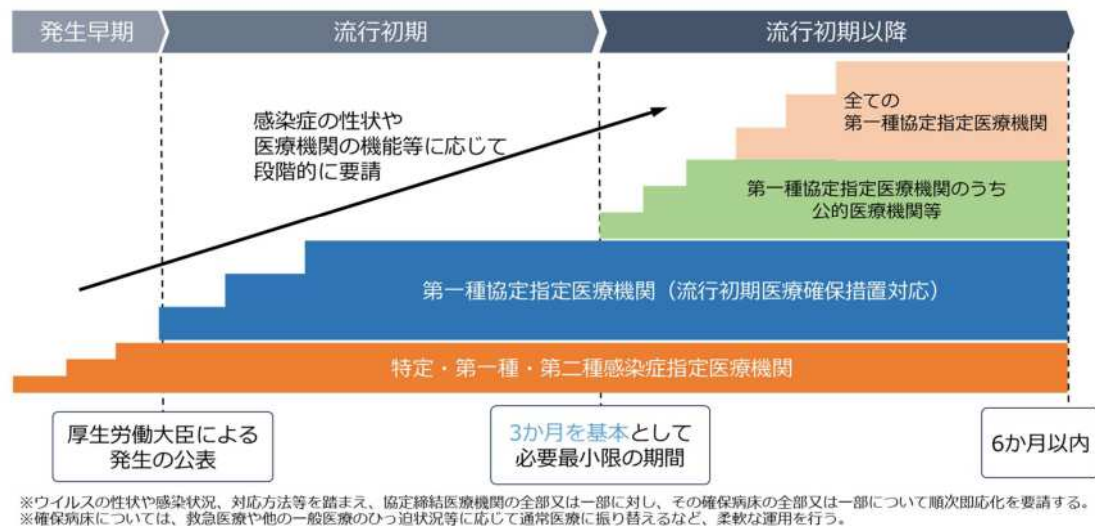 発生早期
流行初期
流行初期以降
感染症の性状や
医療機関の機能等に応じて
段階的に要請
全ての
第一種協定指定医療機関
第一種協定指定医療機関のうち
公的医療機関等
第一種協定指定医療機関（流行初期医療確保措置対応）
特定・第一種・第二種感染症指定医療機関
厚生労働大臣による
発生の公表
3か月を基本として
必要最小限の期間
6か月以内
※ウイルスの性状や感染状況、対応方法等を踏まえ、協定締結医療機関の全部又は一部に対し、その確保病床の全部又は一部について順次即応化を要請する。
※確保病床については、救急医療や他の一般医療のひっ迫状況等に応じて通常医療に振り替えるなど、柔軟な運用を行う。